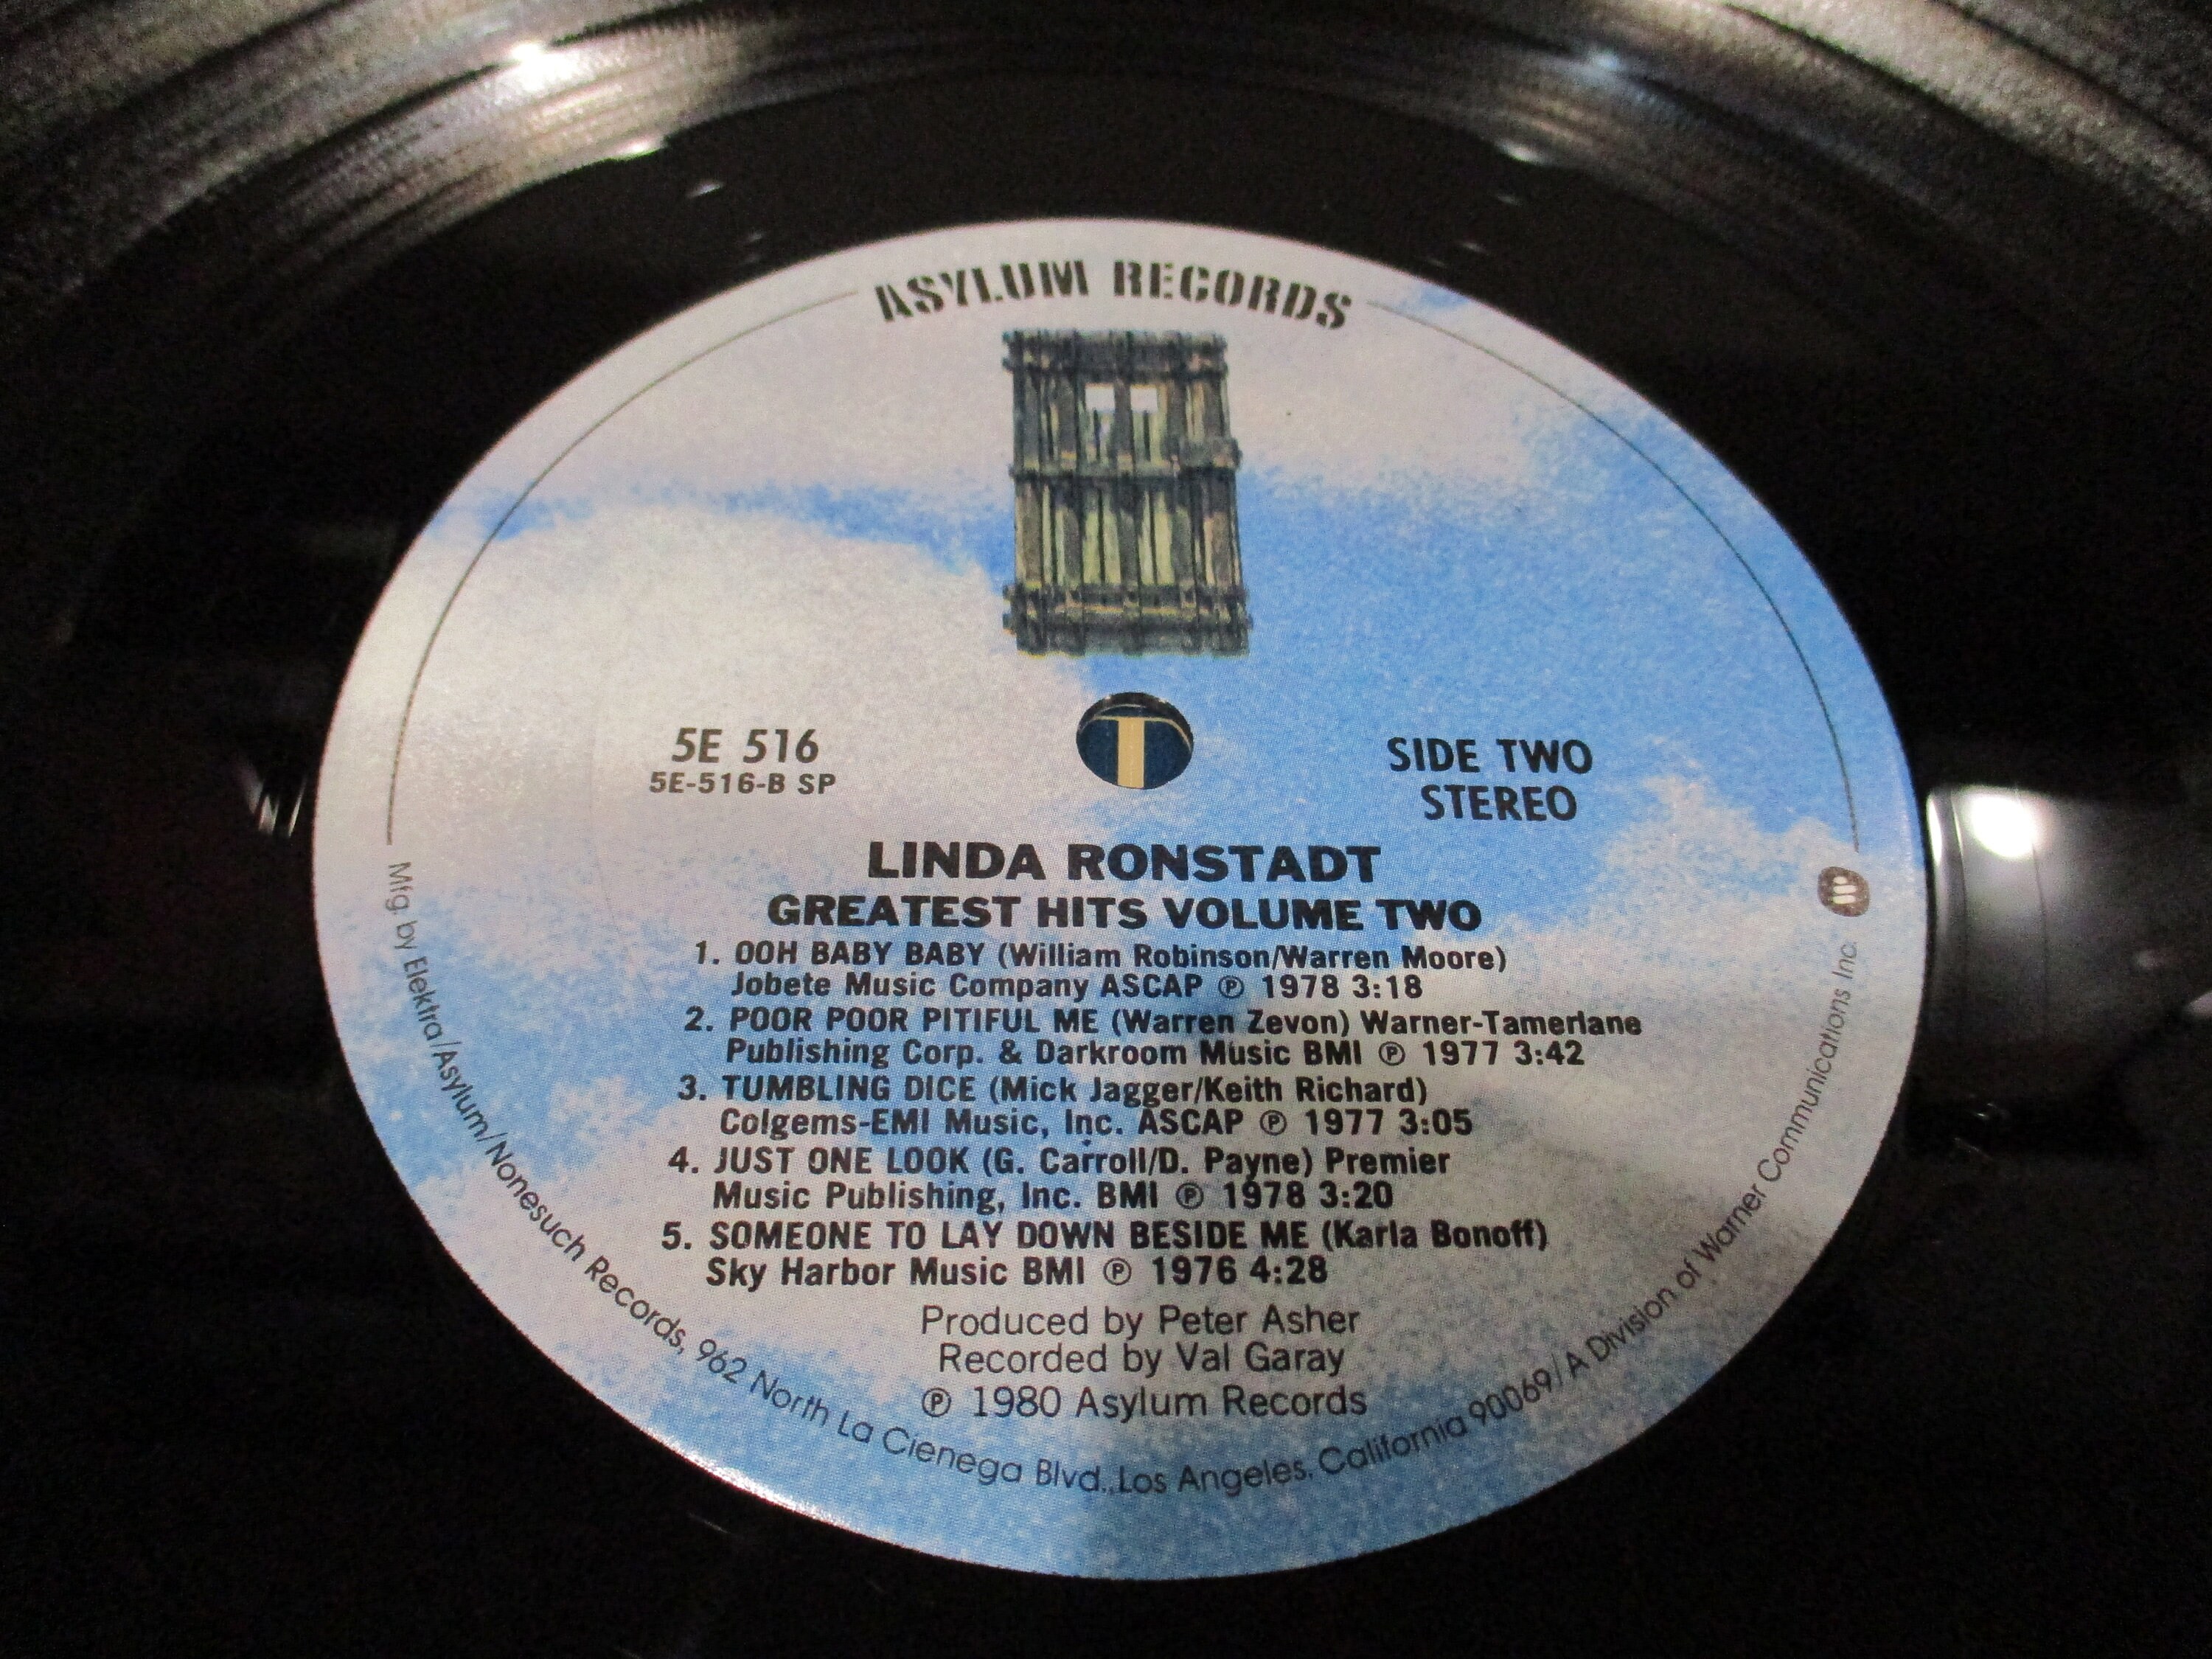 ASYLUM RECORDS
5E 516
5E-516-B SP
SIDE TWO
STEREO
LINDA RONSTADT
GREATEST HITS VOLUME TWO
1. OOH BABY BABY (William Robinson/Warren Moore)
Jobete Music Company ASCAP ℗ 1978 3:18
2. POOR POOR PITIFUL ME (Warren Zevon) Warner-Tamerlane
Publishing Corp. & Darkroom Music BMI ℗ 1977 3:42
3. TUMBLING DICE (Mick Jagger/Keith Richard)
Colgems-EMI Music, Inc. ASCAP ℗ 1977 3:05
4. JUST ONE LOOK (G. Carroll/D. Payne) Premier
Music Publishing, Inc. BMI ℗ 1978 3:20
5. SOMEONE TO LAY DOWN BESIDE ME (Karla Bonoff)
Sky Harbor Music BMI ℗ 1976 4:28
Produced by Peter Asher
Recorded by Val Garay
℗ 1980 Asylum Records
Mfg. by Elektra/Asylum/Nonesuch Records, 962 North La Cienega Blvd., Los Angeles, California 90069/A Division of Warner Communications Inc.